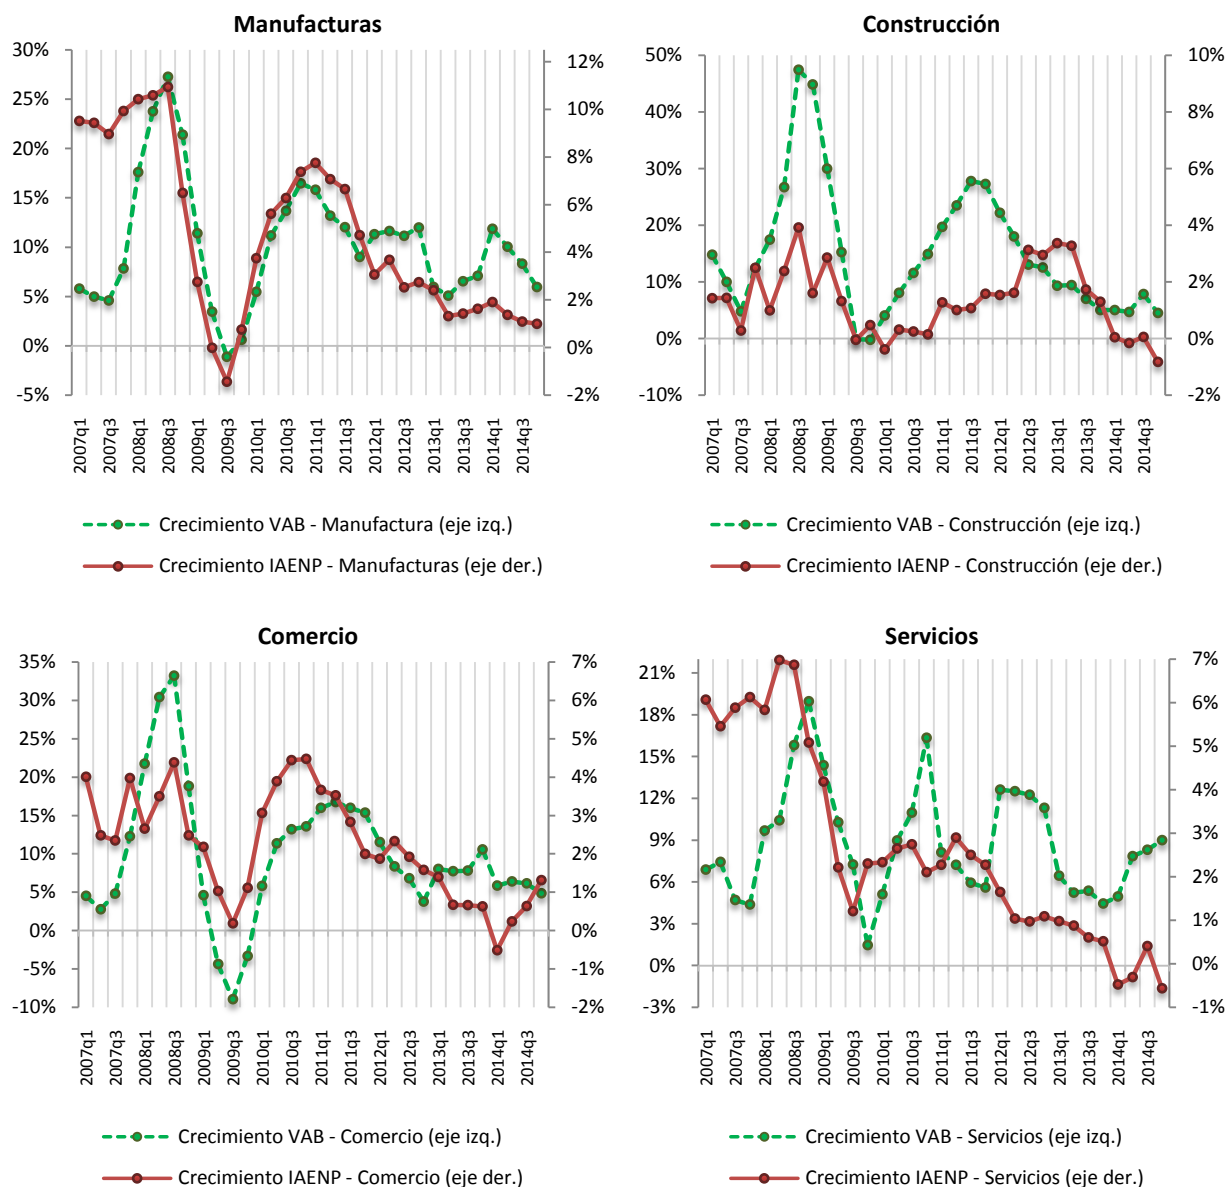 Manufacturas
30%
25%
20%
15%
10%
5%
0%
-5%
12%
10%
8%
6%
4%
2%
0%
-2%
2007q1
2007q3
2008q1
2008q3
2009q1
2009q3
2010q1
2010q3
2011q1
2011q3
2012q1
2012q3
2013q1
2013q3
2014q1
2014q3
Crecimiento VAB - Manufactura (eje izq.)
Crecimiento IAENP - Manufacturas (eje der.)
Construcción
50%
40%
30%
20%
10%
0%
-10%
10%
8%
6%
4%
2%
0%
-2%
2007q1
2007q3
2008q1
2008q3
2009q1
2009q3
2010q1
2010q3
2011q1
2011q3
2012q1
2012q3
2013q1
2013q3
2014q1
2014q3
Crecimiento VAB - Construcción (eje izq.)
Crecimiento IAENP - Construcción (eje der.)
Comercio
35%
30%
25%
20%
15%
10%
5%
0%
-5%
-10%
7%
6%
5%
4%
3%
2%
1%
0%
-1%
-2%
2007q1
2007q3
2008q1
2008q3
2009q1
2009q3
2010q1
2010q3
2011q1
2011q3
2012q1
2012q3
2013q1
2013q3
2014q1
2014q3
Crecimiento VAB - Comercio (eje izq.)
Crecimiento IAENP - Comercio (eje der.)
Servicios
21%
18%
15%
12%
9%
6%
3%
0%
-3%
7%
6%
5%
4%
3%
2%
1%
0%
-1%
2007q1
2007q3
2008q1
2008q3
2009q1
2009q3
2010q1
2010q3
2011q1
2011q3
2012q1
2012q3
2013q1
2013q3
2014q1
2014q3
Crecimiento VAB - Servicios (eje izq.)
Crecimiento IAENP - Servicios (eje der.)